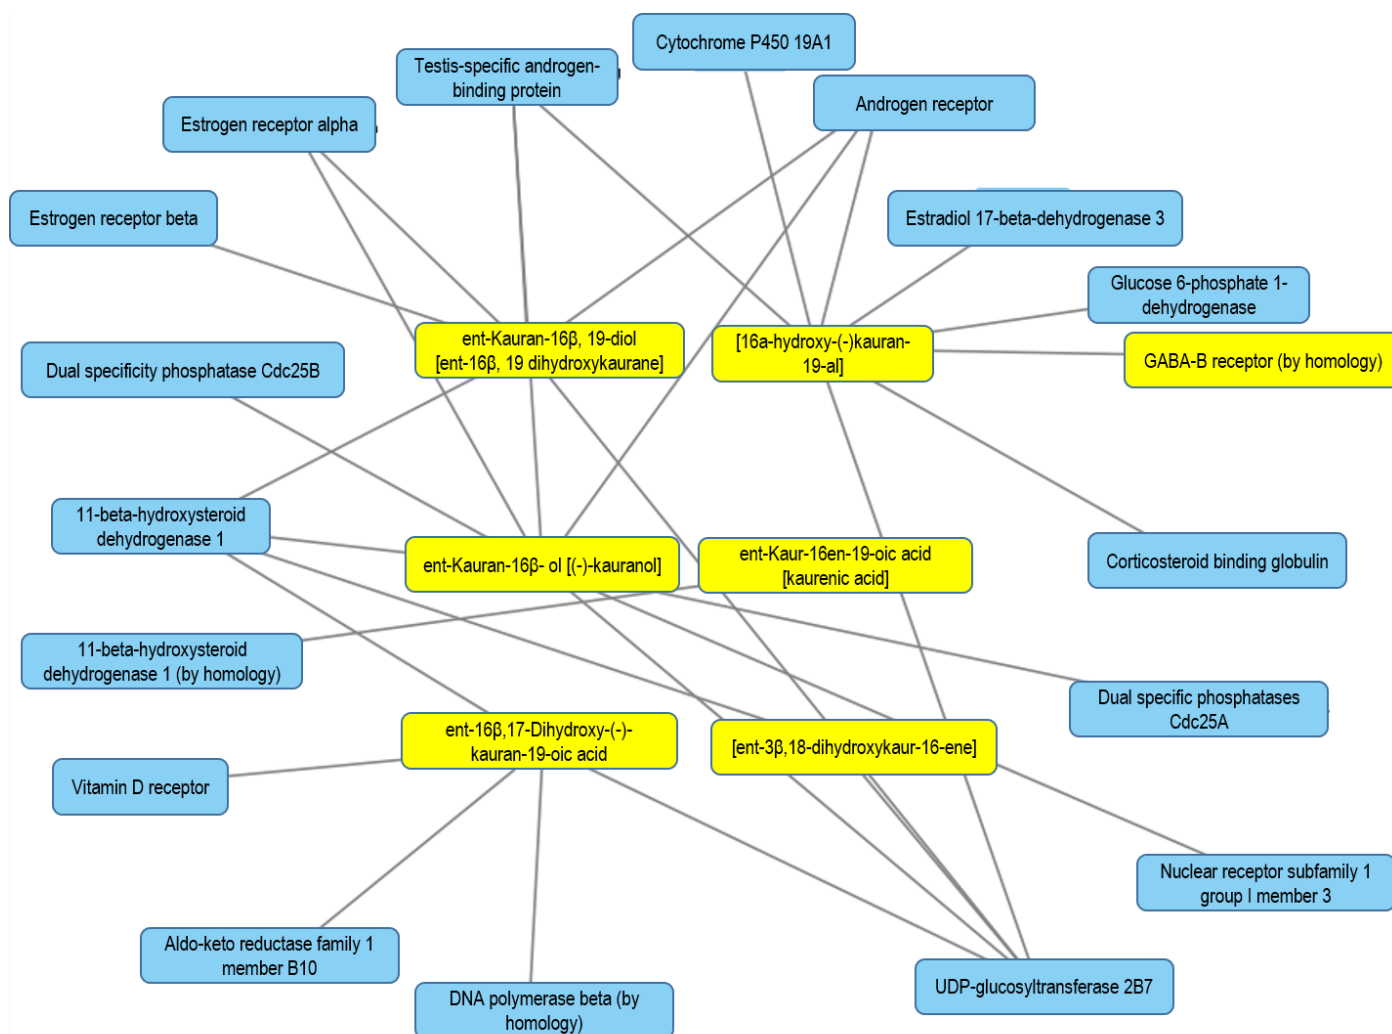 Cytochrome P450 19A1
Testis-specific androgen-
binding protein
Androgen receptor
Estrogen receptor alpha
Estrogen receptor beta
Estradiol 17-beta-dehydrogenase 3
Glucose 6-phosphate 1-
dehydrogenase
ent-Kauran-16β, 19-diol
[ent-16β, 19 dihydroxykaurane]
[16a-hydroxy-(-)kauran-
19-al]
GABA-B receptor (by homology)
Dual specificity phosphatase Cdc25B
11-beta-hydroxysteroid
dehydrogenase 1
ent-Kauran-16β- ol [(-)-kauranol]
ent-Kaur-16en-19-oic acid
[kaurenic acid]
Corticosteroid binding globulin
11-beta-hydroxysteroid
dehydrogenase 1 (by homology)
Dual specific phosphatases
Cdc25A
ent-16β,17-Dihydroxy-(-)-
kauran-19-oic acid
[ent-3β,18-dihydroxykaur-16-ene]
Vitamin D receptor
Nuclear receptor subfamily 1
group I member 3
Aldo-keto reductase family 1
member B10
DNA polymerase beta (by
homology)
UDP-glucosyltransferase 2B7